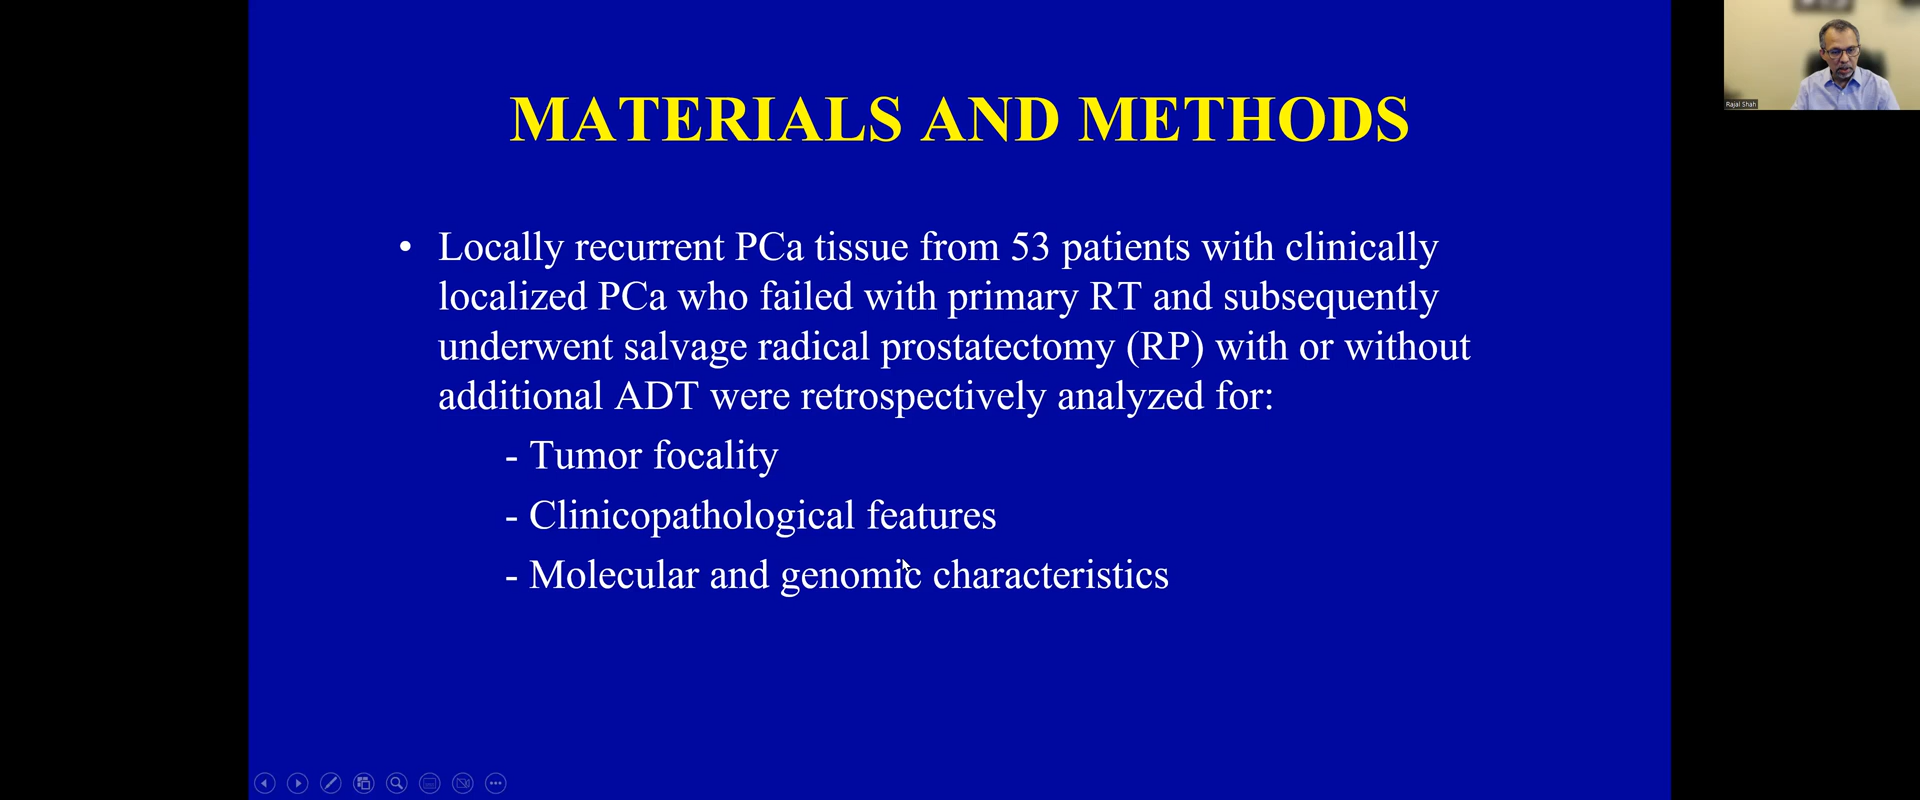 MATERIALS AND METHODS
• Locally recurrent PCa tissue from 53 patients with clinically
localized PCa who failed with primary RT and subsequently
underwent salvage radical prostatectomy (RP) with or without
additional ADT were retrospectively analyzed for:
- Tumor focality
- Clinicopathological features
- Molecular and genomic characteristics
Rajal Shah